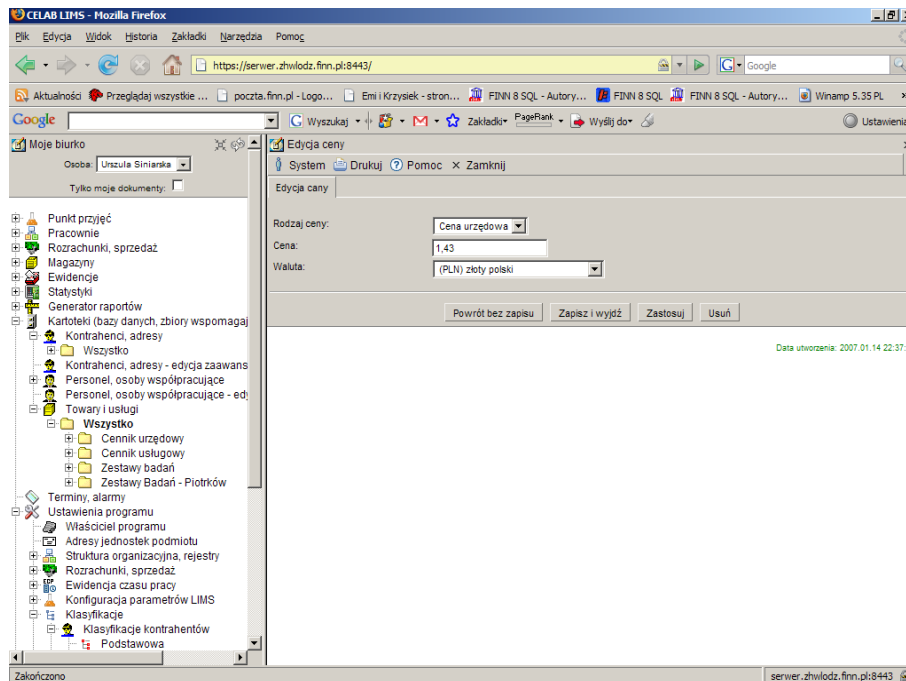 CELAB LIMS - Mozilla Firefox
Plik Edycja Widok Historia Zakładki Narzędzia Pomoc
https://serwer.zhwlodz.finn.pl:8443/
G Google
Aktualności Przeglądaj wszystkie ... poczta.finn.pl - Logo... Emi i Krzysiek - stron... FINN 8 SQL - Autory... FINN 8 SQL FINN 8 SQL - Autory... Winamp 5.35 PL
Google G Wyszukaj Zakładki PageRank Wyślij do Ustawienia
Moje biurko
Osoba: Urszula Siniarska
Tylko moje dokumenty:
Punkt przyjęć
Pracownie
Rozrachunki, sprzedaż
Magazyny
Ewidencje
Statystyki
Generator raportów
Kartoteki (bazy danych, zbiory wspomagaj
Kontrahenci, adresy
Wszystko
Kontrahenci, adresy - edycja zaawans
Personel, osoby współpracujące
Personel, osoby współpracujące - edy
Towary i usługi
Wszystko
Cennik urzędowy
Cennik usługowy
Zestawy badań
Zestawy Badań - Piotrków
Terminy, alarmy
Ustawienia programu
Właściciel programu
Adresy jednostek podmiotu
Struktura organizacyjna, rejestry
Rozrachunki, sprzedaż
Ewidencja czasu pracy
Konfiguracja parametrów LIMS
Klasyfikacje
Klasyfikacje kontrahentów
Podstawowa
Edycja ceny
System Drukuj Pomoc Zamknij
Edycja cany
Rodzaj ceny: Cena urzędowa
Cena: 1,43
Waluta: (PLN) złoty polski
Powrót bez zapisu Zapisz i wyjdź Zastosuj Usuń
Data utworzenia: 2007.01.14 22:37:
Zakończono serwer.zhwlodz.finn.pl:8443